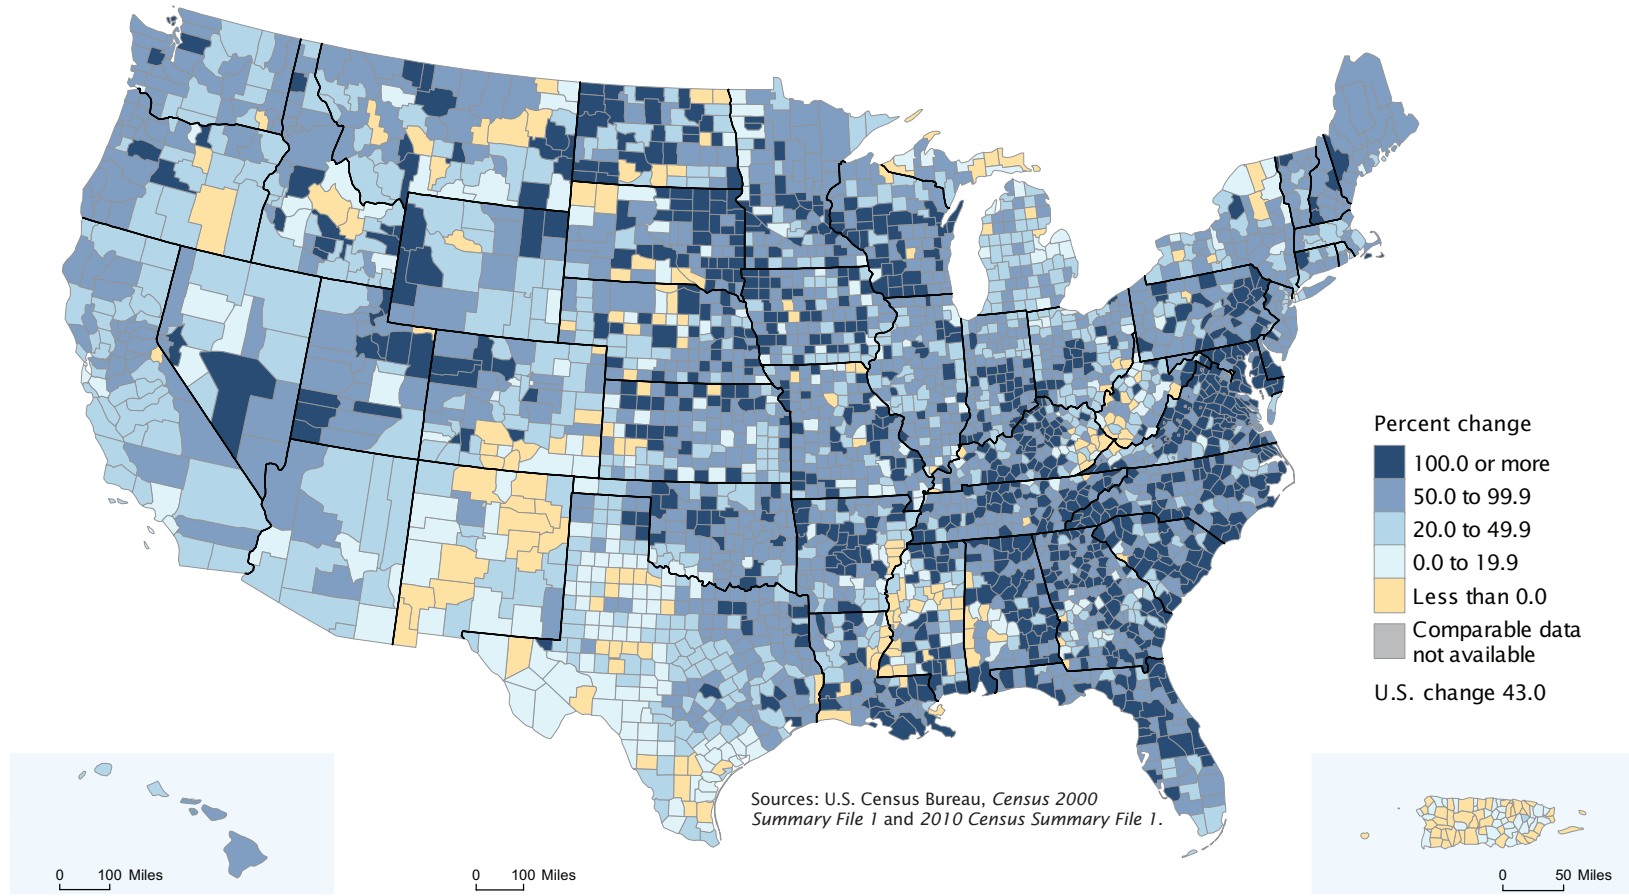 Percent change
100.0 or more
50.0 to 99.9
20.0 to 49.9
0.0 to 19.9
Less than 0.0
Comparable data
not available
U.S. change 43.0
Sources: U.S. Census Bureau, Census 2000
Summary File 1 and 2010 Census Summary File 1.
0 100 Miles
0 100 Miles
0 50 Miles